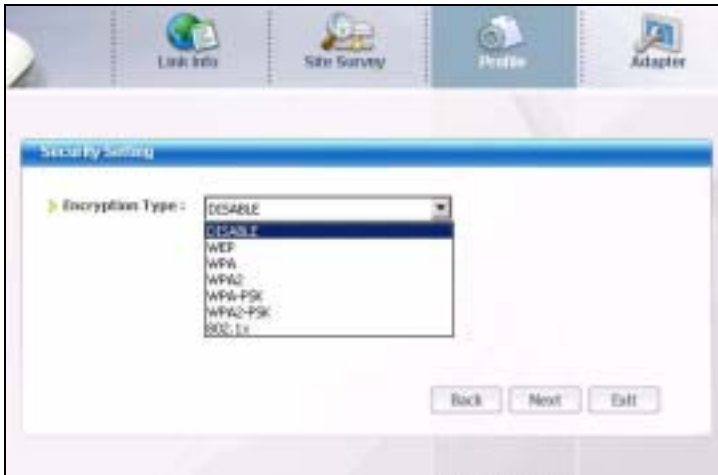 Link Info
Site Survey
Profile
Adapter
Security Setting
Encryption Type :
DISABLE
DISABLE
WEP
WPA
WPA2
WPA-PSK
WPA2-PSK
802.1x
Back
Next
Exit